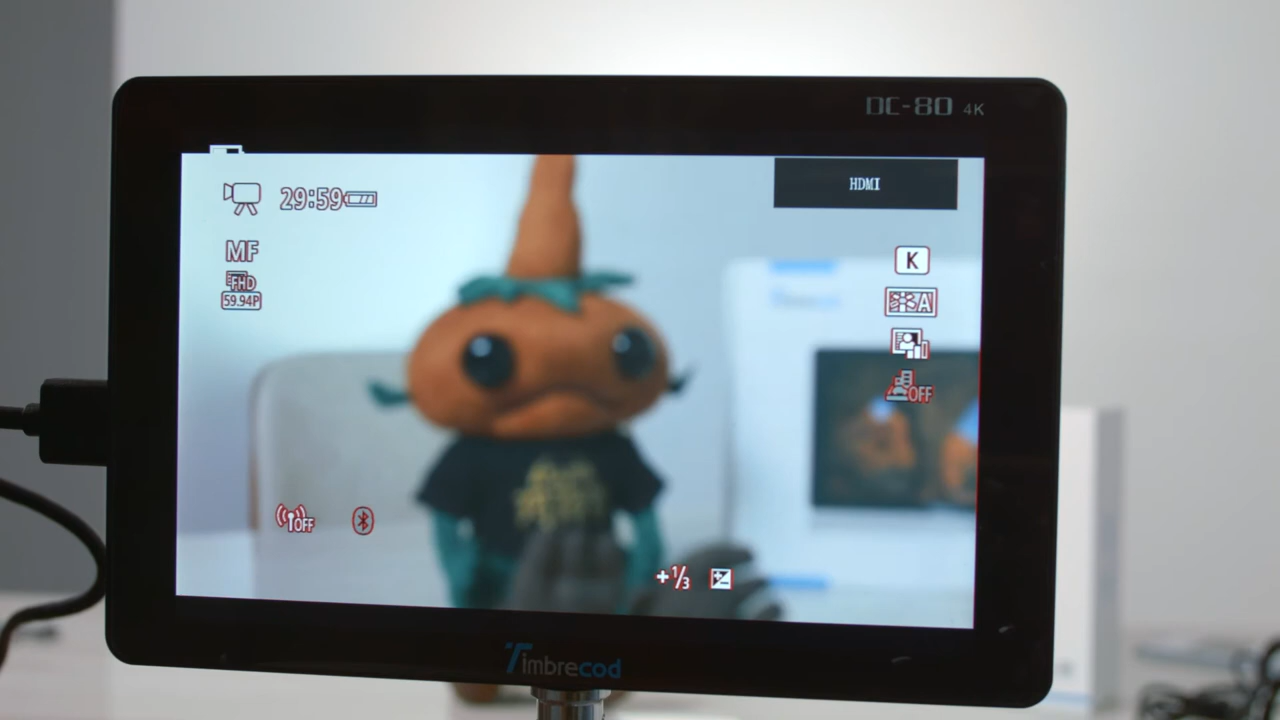 DC-80 4K
HDMI
29:59
MF
FHD
59.94P
K
A
OFF
OFF
+1/3
Timbrecod